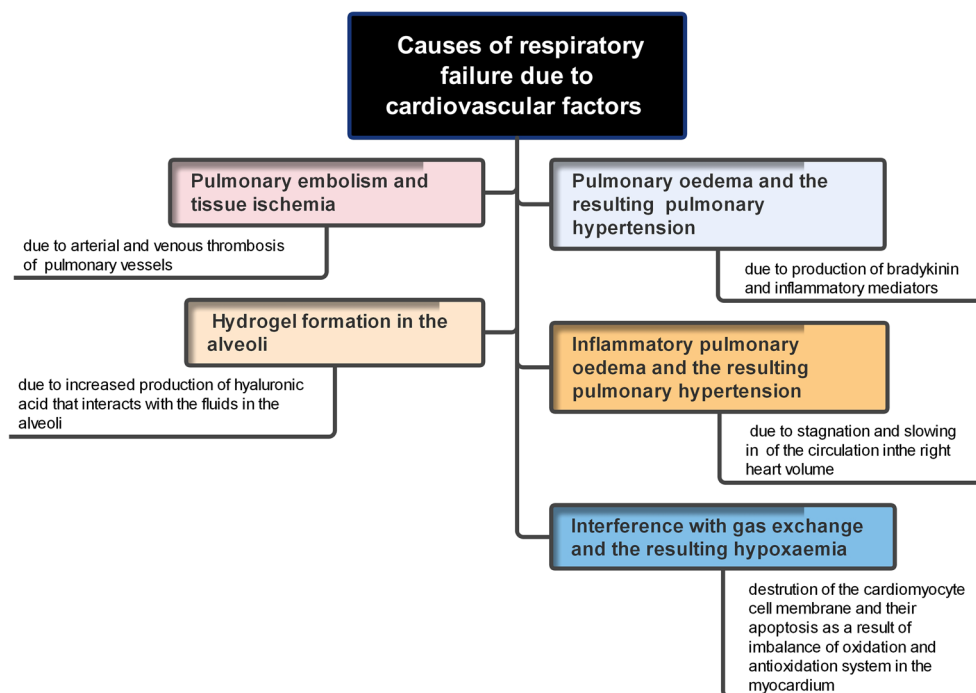 Causes of respiratory
failure due to
cardiovascular factors
Pulmonary embolism and
tissue ischemia
due to arterial and venous thrombosis
of pulmonary vessels
Hydrogel formation in the
alveoli
due to increased production of hyaluronic
acid that interacts with the fluids in the
alveoli
Pulmonary oedema and the
resulting pulmonary
hypertension
due to production of bradykinin
and inflammatory mediators
Inflammatory pulmonary
oedema and the resulting
pulmonary hypertension
due to stagnation and slowing
in of the circulation inthe right
heart volume
Interference with gas exchange
and the resulting hypoxaemia
destrution of the cardiomyocyte
cell membrane and their
apoptosis as a result of
imbalance of oxidation and
antioxidation system in the
myocardium